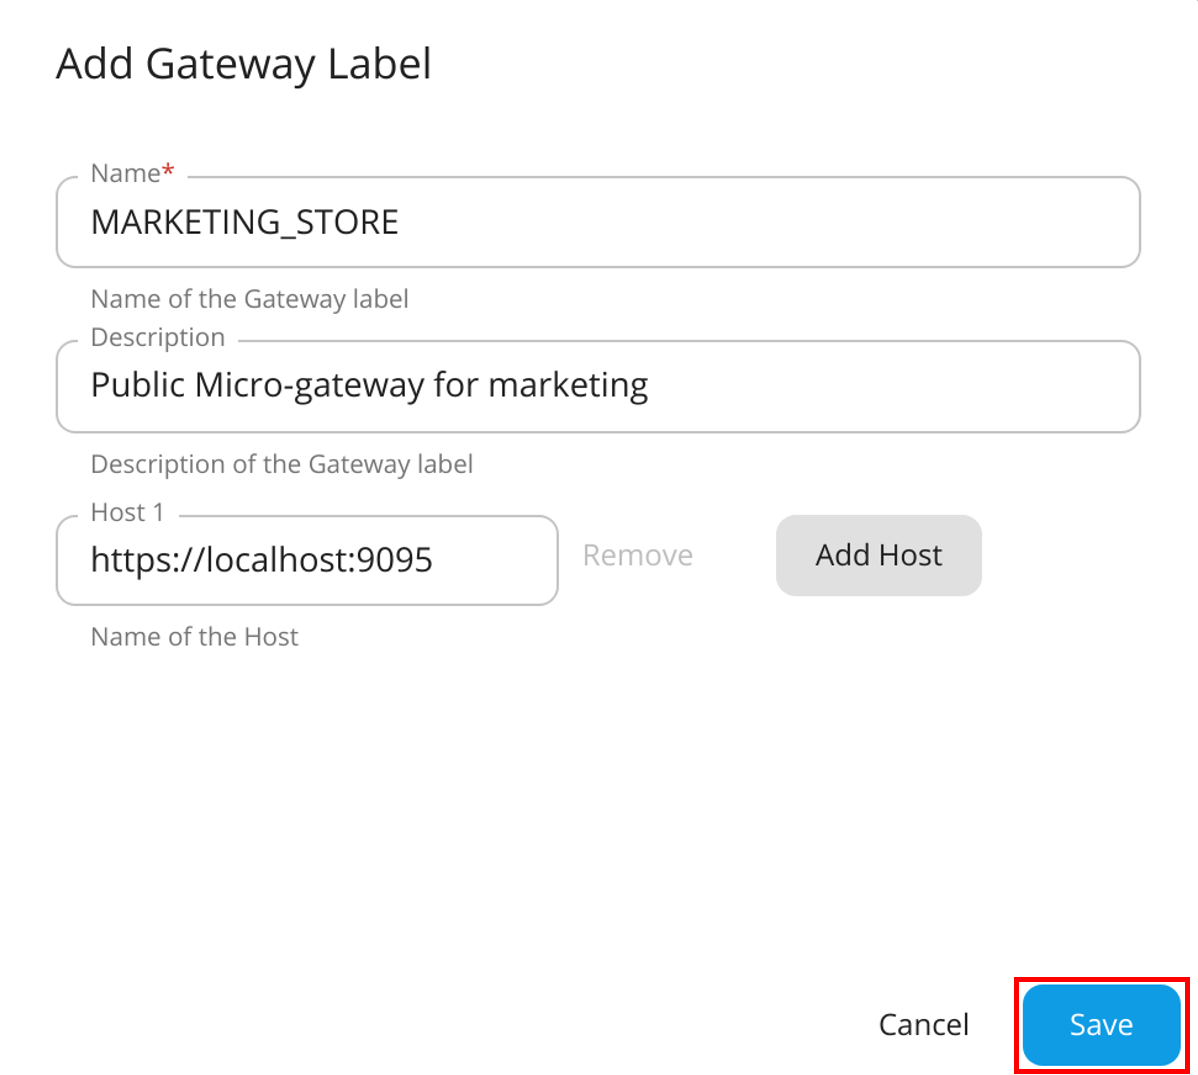 Add Gateway Label
Name*
MARKETING_STORE
Name of the Gateway label
Description
Public Micro-gateway for marketing
Description of the Gateway label
Host 1
https://localhost:9095
Remove
Add Host
Name of the Host
Cancel
Save